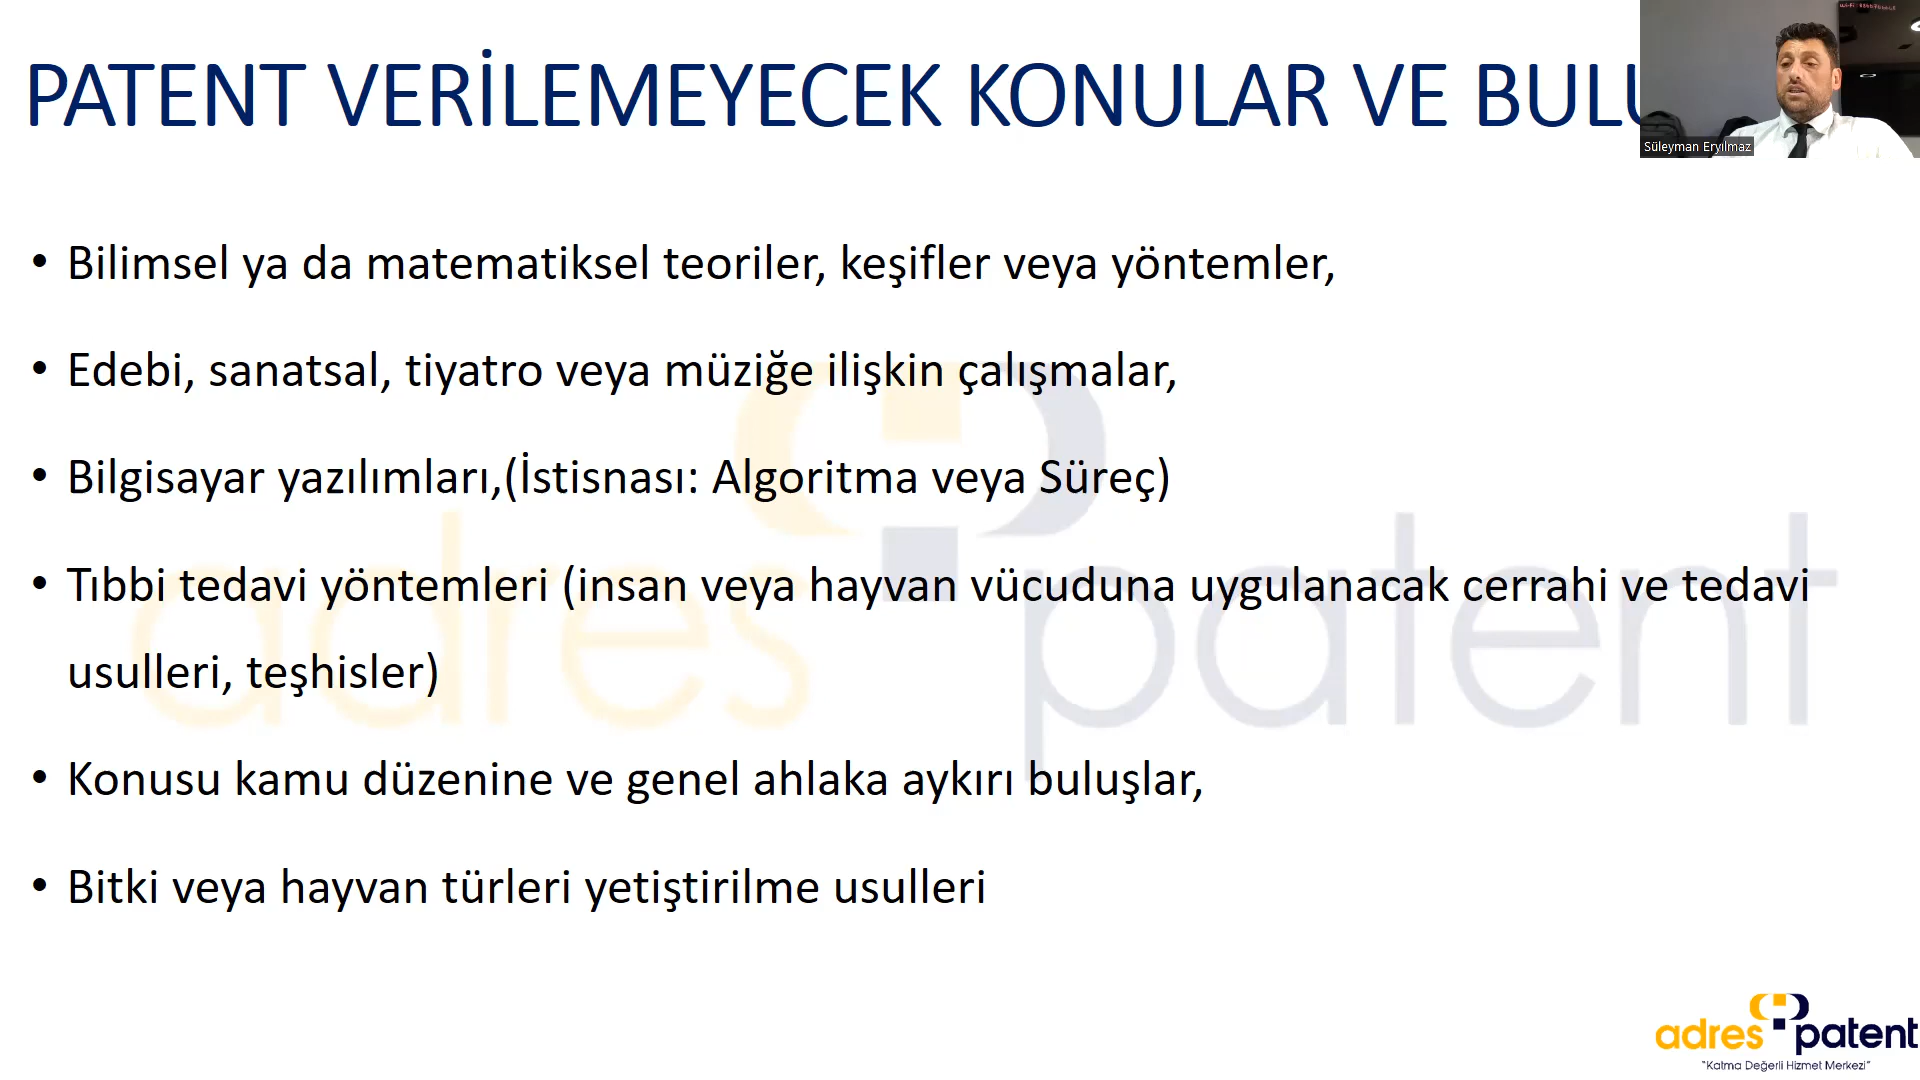 PATENT VERİLEMEYECEK KONULAR VE BULU
Süleyman Eryılmaz
• Bilimsel ya da matematiksel teoriler, keşifler veya yöntemler,
• Edebi, sanatsal, tiyatro veya müziğe ilişkin çalışmalar,
• Bilgisayar yazılımları,(İstisnası: Algoritma veya Süreç)
• Tıbbi tedavi yöntemleri (insan veya hayvan vücuduna uygulanacak cerrahi ve tedavi
usulleri, teşhisler)
• Konusu kamu düzenine ve genel ahlaka aykırı buluşlar,
• Bitki veya hayvan türleri yetiştirilme usulleri
adres patent
adres patent
"Katma Değerli Hizmet Merkezi"